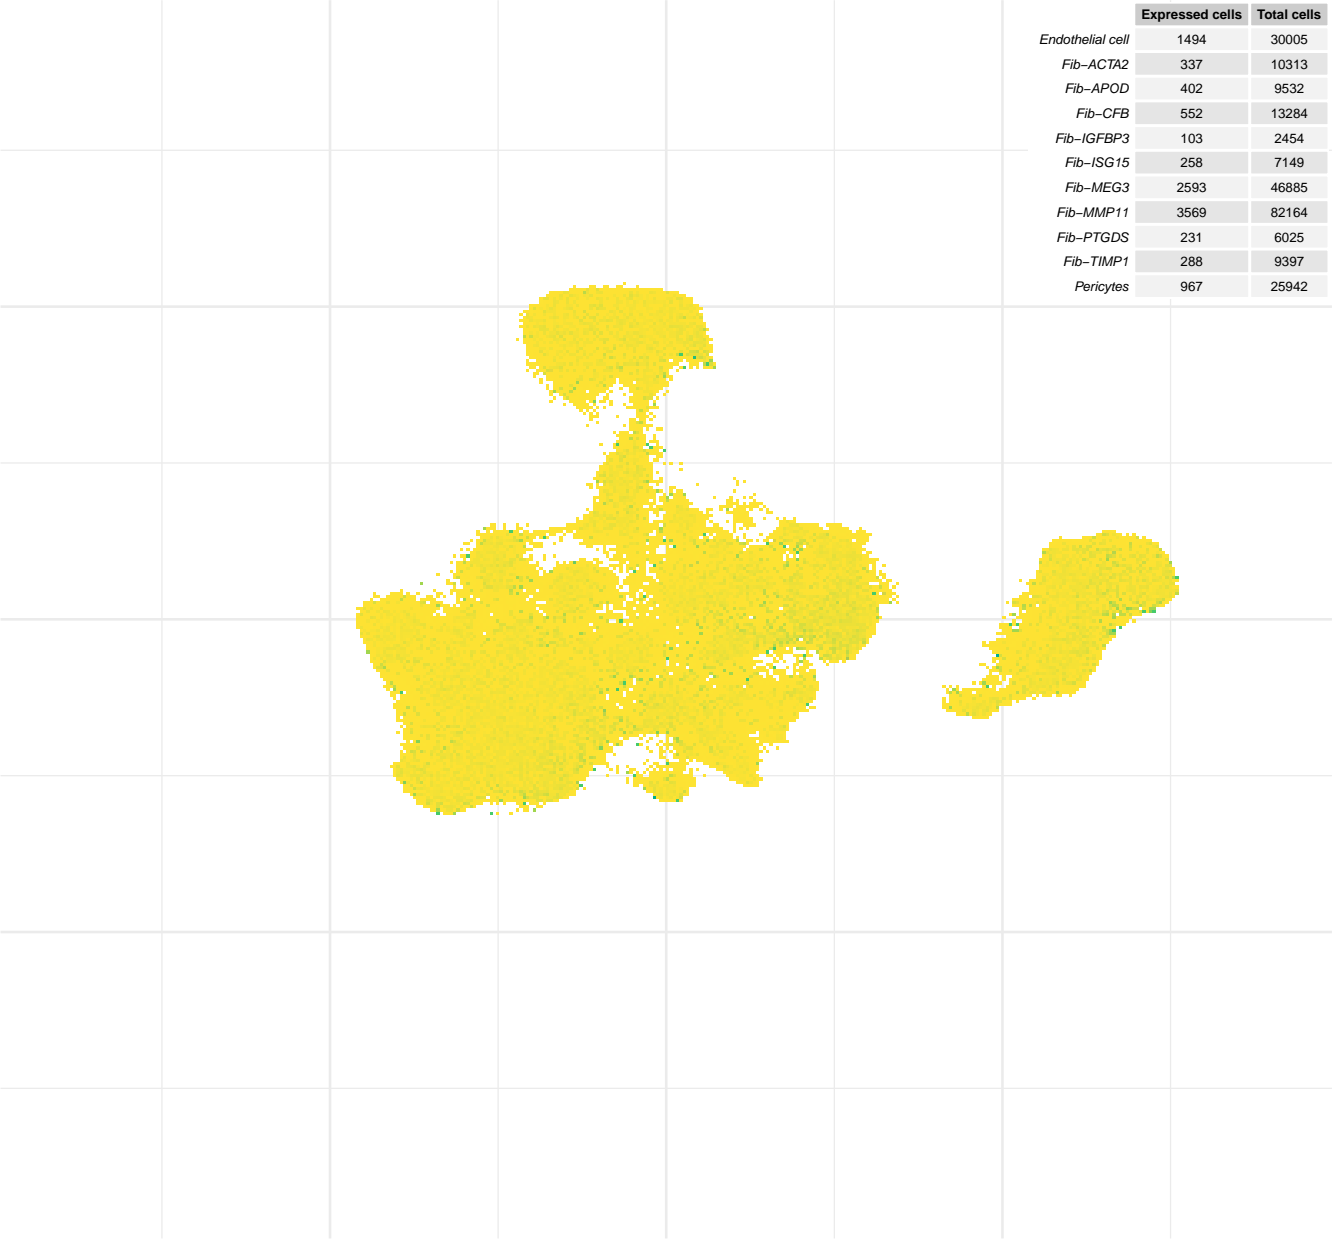 Expressed cells Total cells
Endothelial cell 1494 30005
Fib−ACTA2 337 10313
Fib−APOD 402 9532
Fib−CFB 552 13284
Fib−IGFBP3 103 2454
Fib−ISG15 258 7149
Fib−MEG3 2593 46885
Fib−MMP11 3569 82164
Fib−PTGDS 231 6025
Fib−TIMP1 288 9397
Pericytes 967 25942